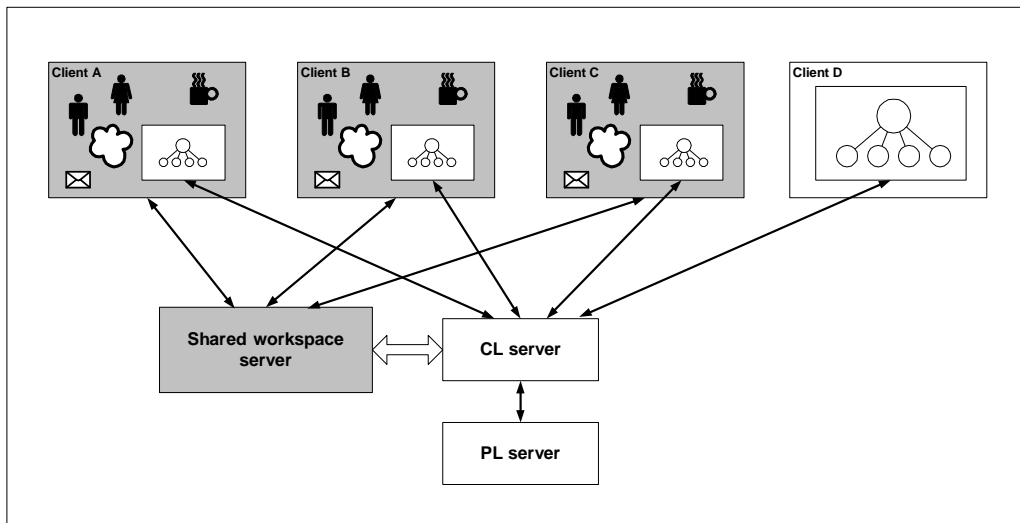 Client A
Client B
Client C
Client D
Shared workspace
server
CL server
PL server